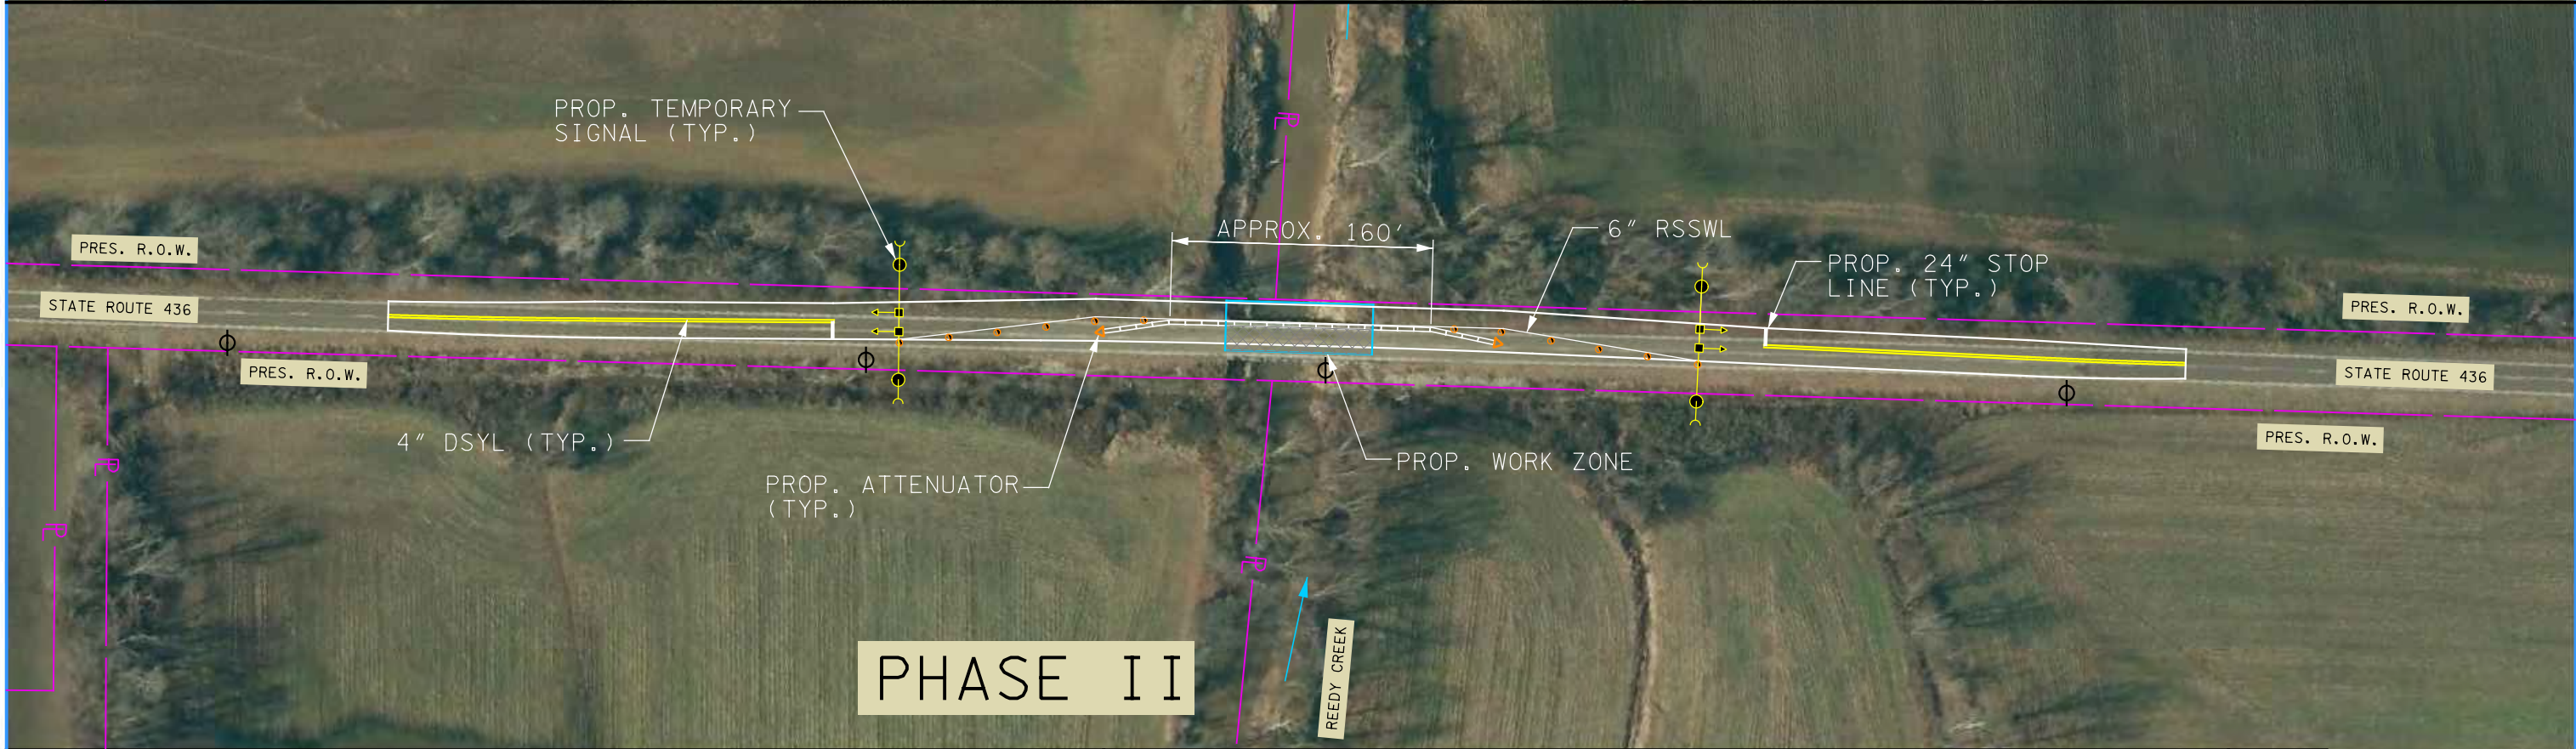 PROP. TEMPORARY
SIGNAL (TYP.)
PRES. R.O.W.
STATE ROUTE 436
PRES. R.O.W.
APPROX. 160'
6" RSSWL
PROP. 24" STOP
LINE (TYP.)
PRES. R.O.W.
STATE ROUTE 436
PRES. R.O.W.
4" DSYL (TYP.)
PROP. ATTENUATOR
(TYP.)
PROP. WORK ZONE
PHASE II
REEDY CREEK